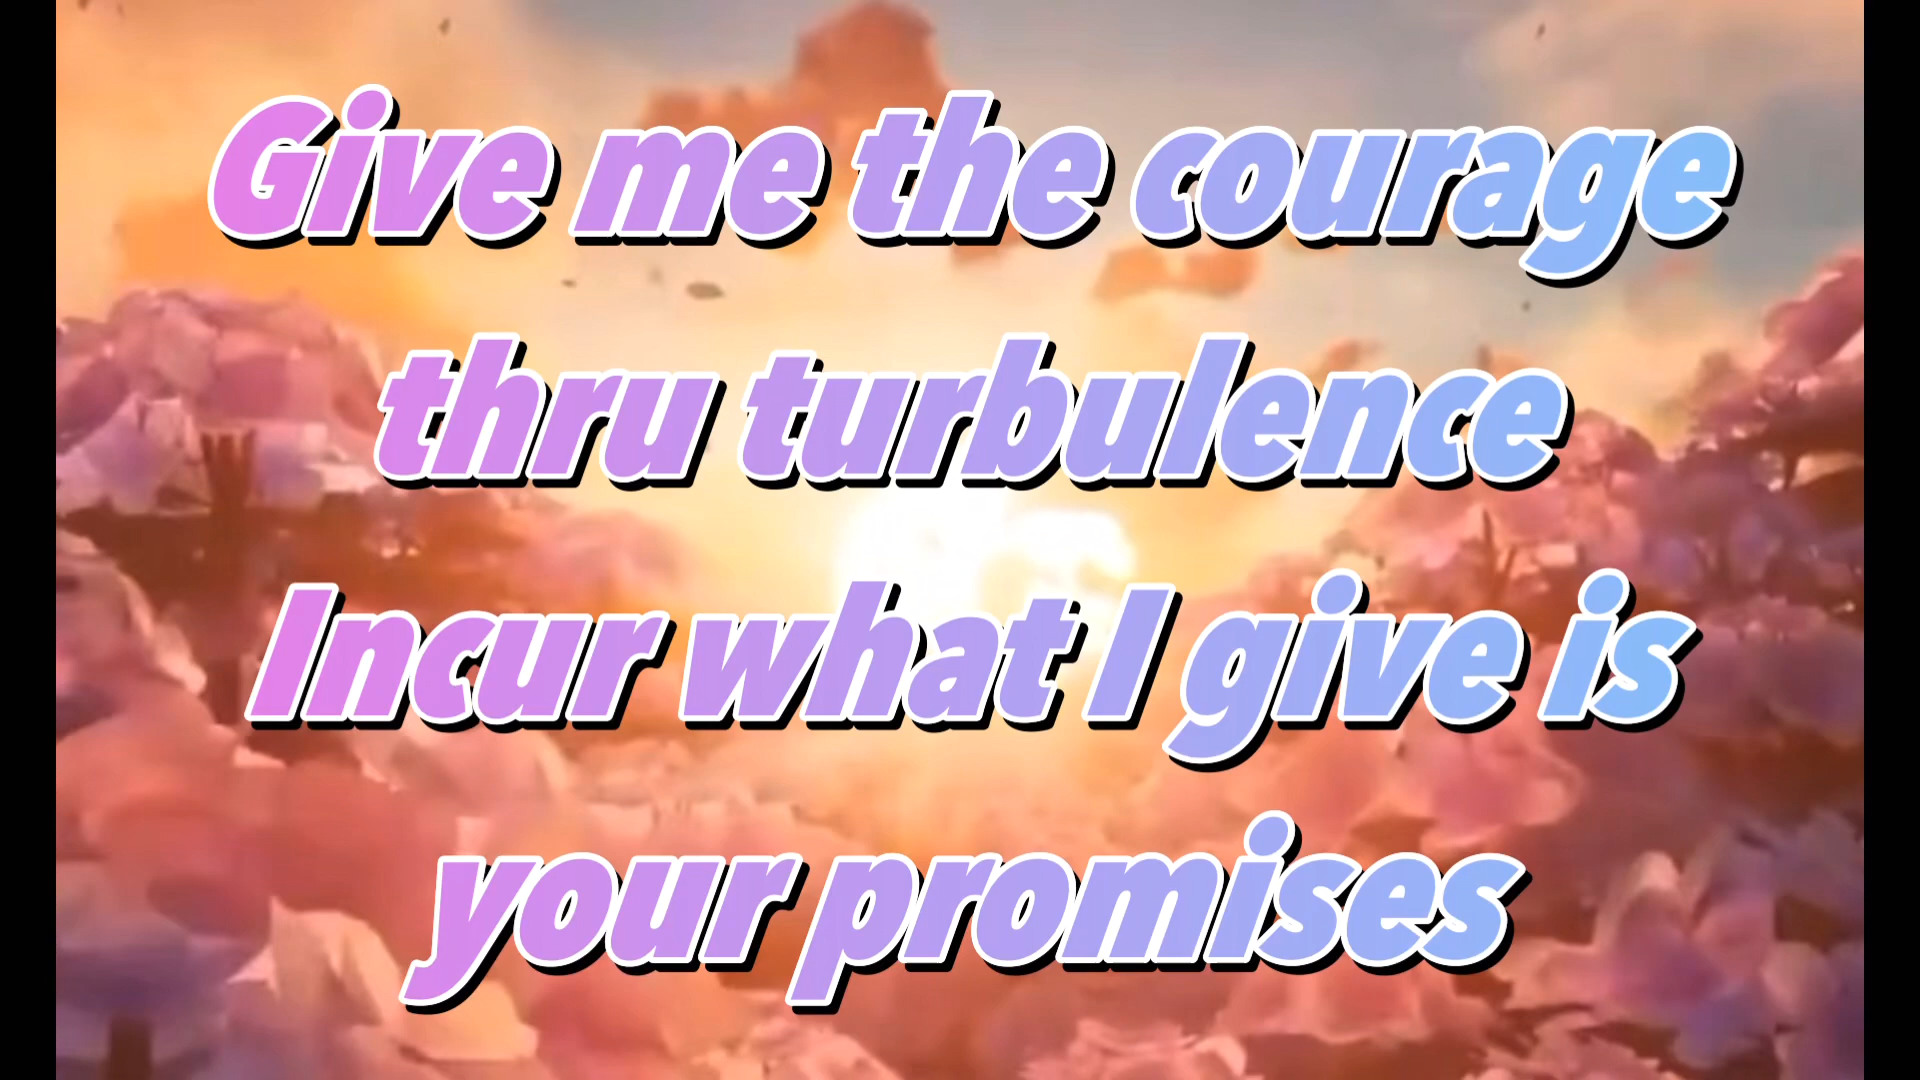 Give me the courage
thru turbulence
Incur what I give is
your promises